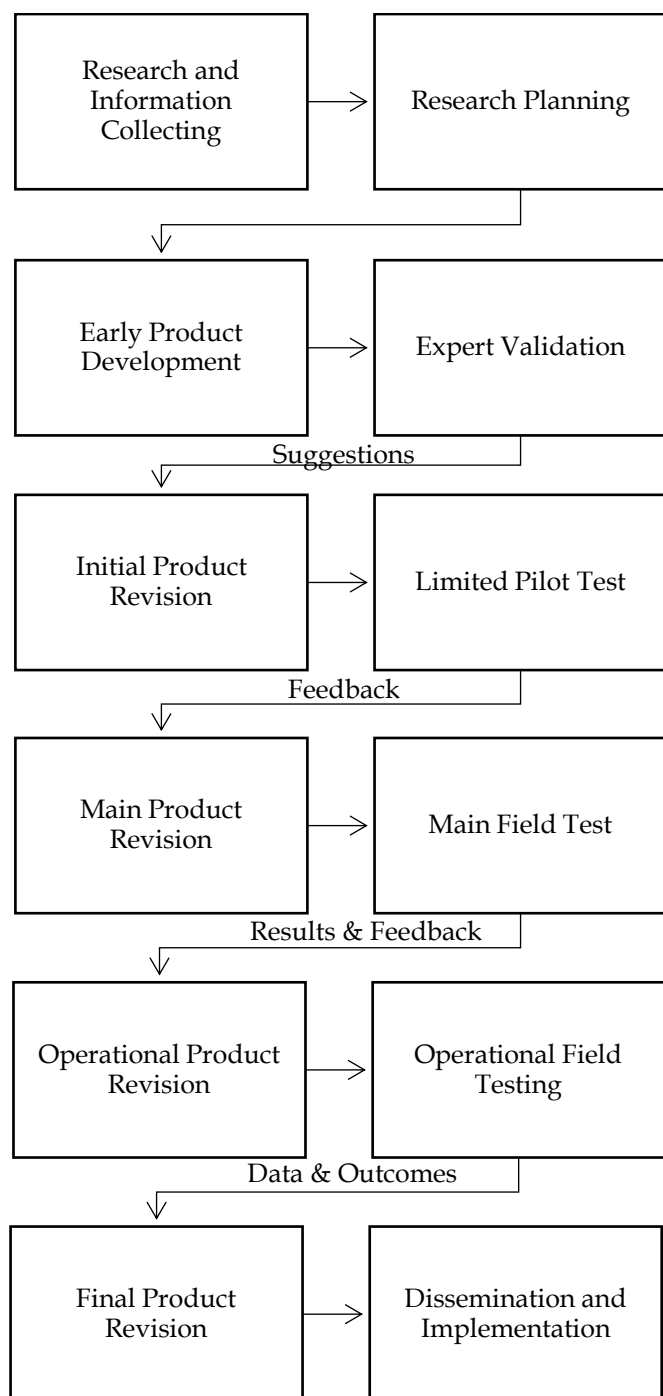 Research and
Information
Collecting
Research Planning
Early Product
Development
Expert Validation
Suggestions
Initial Product
Revision
Limited Pilot Test
Feedback
Main Product
Revision
Main Field Test
Results & Feedback
Operational Product
Revision
Operational Field
Testing
Data & Outcomes
Final Product
Revision
Dissemination and
Implementation